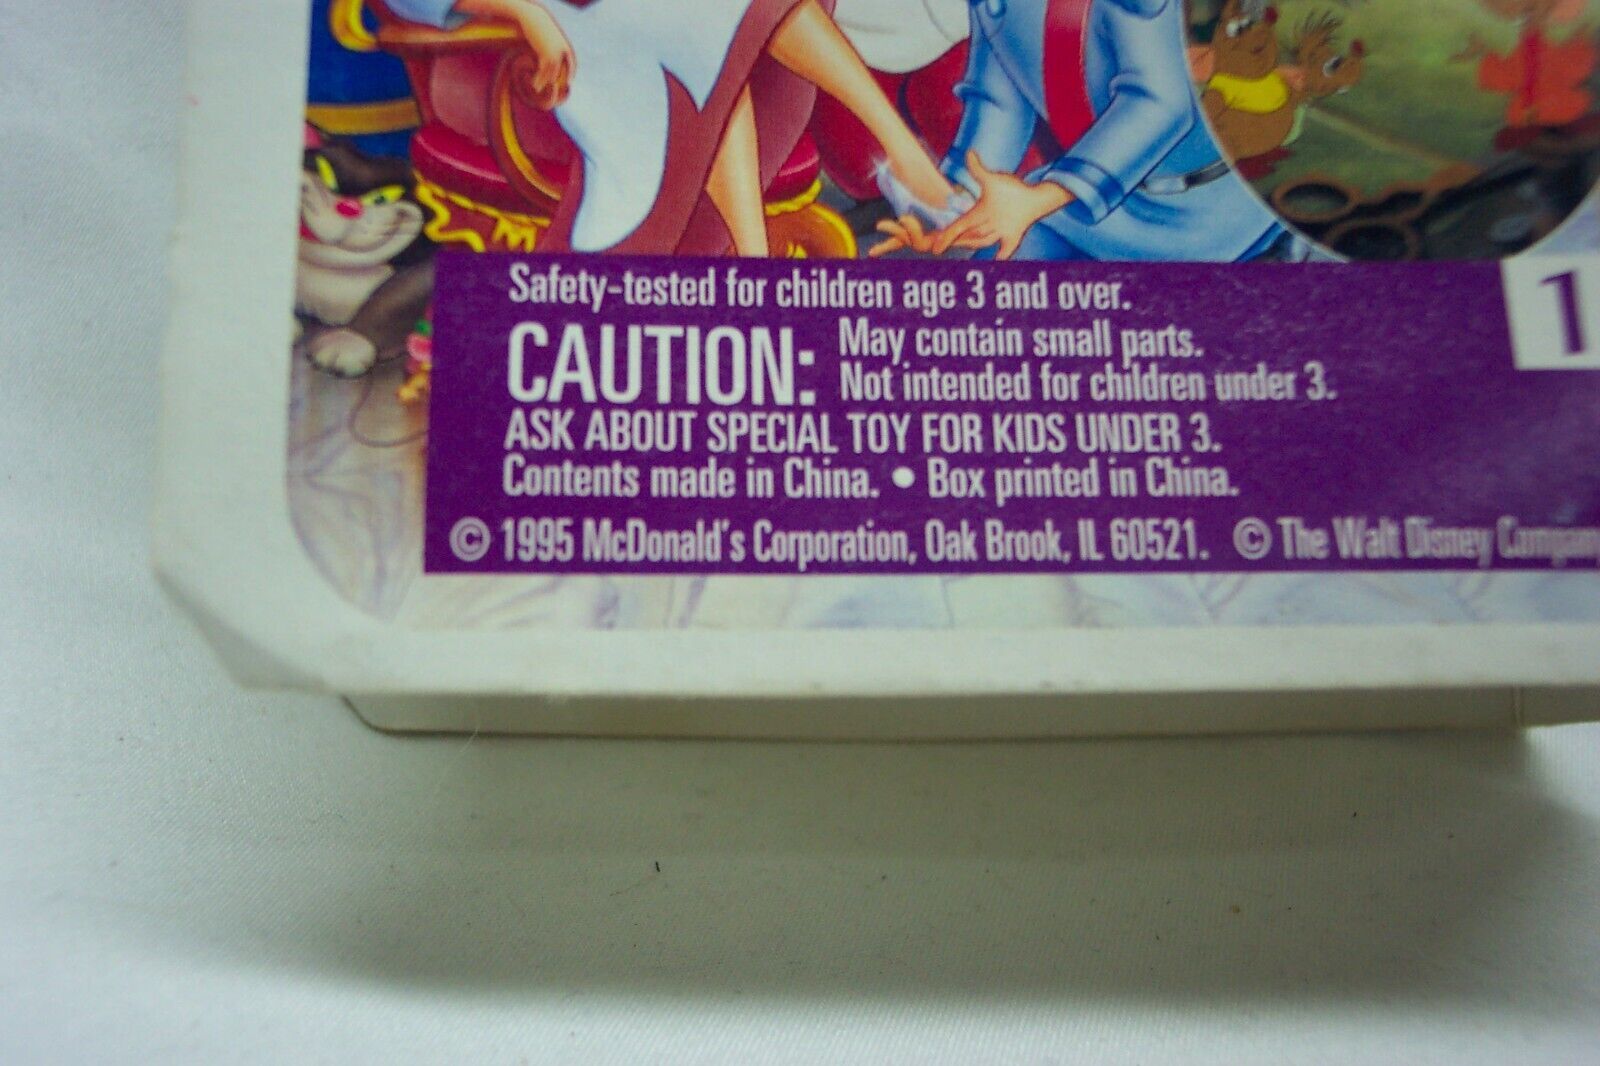 Safety-tested for children age 3 and over.
CAUTION: May contain small parts.
Not intended for children under 3.
ASK ABOUT SPECIAL TOY FOR KIDS UNDER 3.
Contents made in China. • Box printed in China.
© 1995 McDonald's Corporation, Oak Brook, IL 60521. © The Walt Disney Company
1